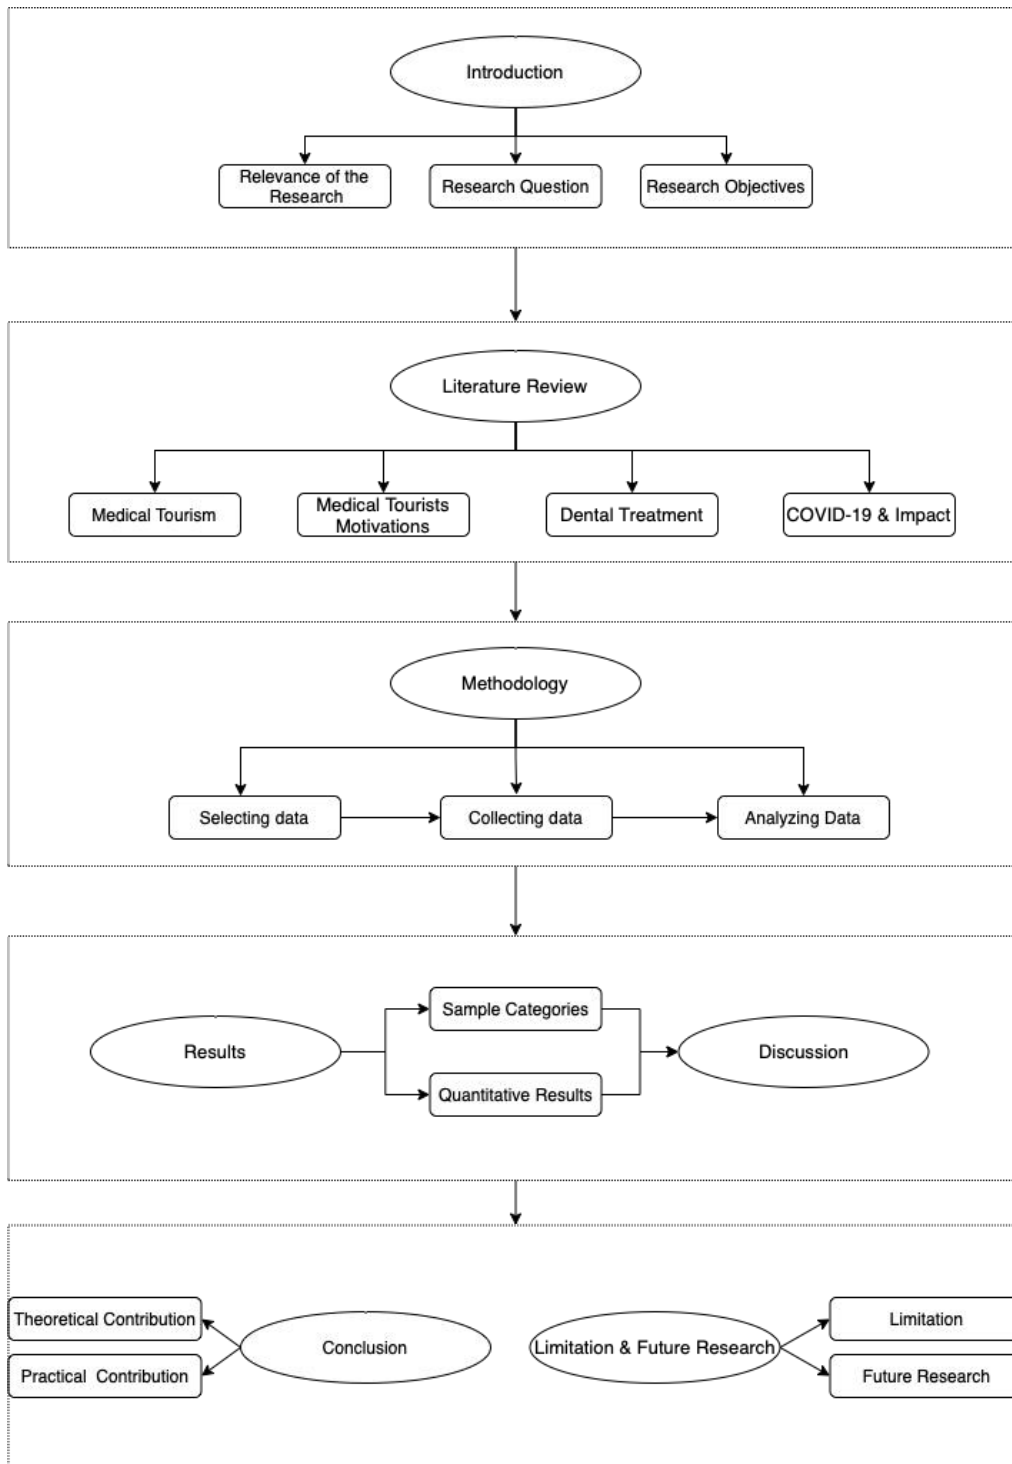 Introduction
Relevance of the
Research
Research Question
Research Objectives
Literature Review
Medical Tourism
Medical Tourists
Motivations
Dental Treatment
COVID-19 & Impact
Methodology
Selecting data
Collecting data
Analyzing Data
Results
Sample Categories
Quantitative Results
Discussion
Theoretical Contribution
Practical Contribution
Conclusion
Limitation & Future Research
Limitation
Future Research